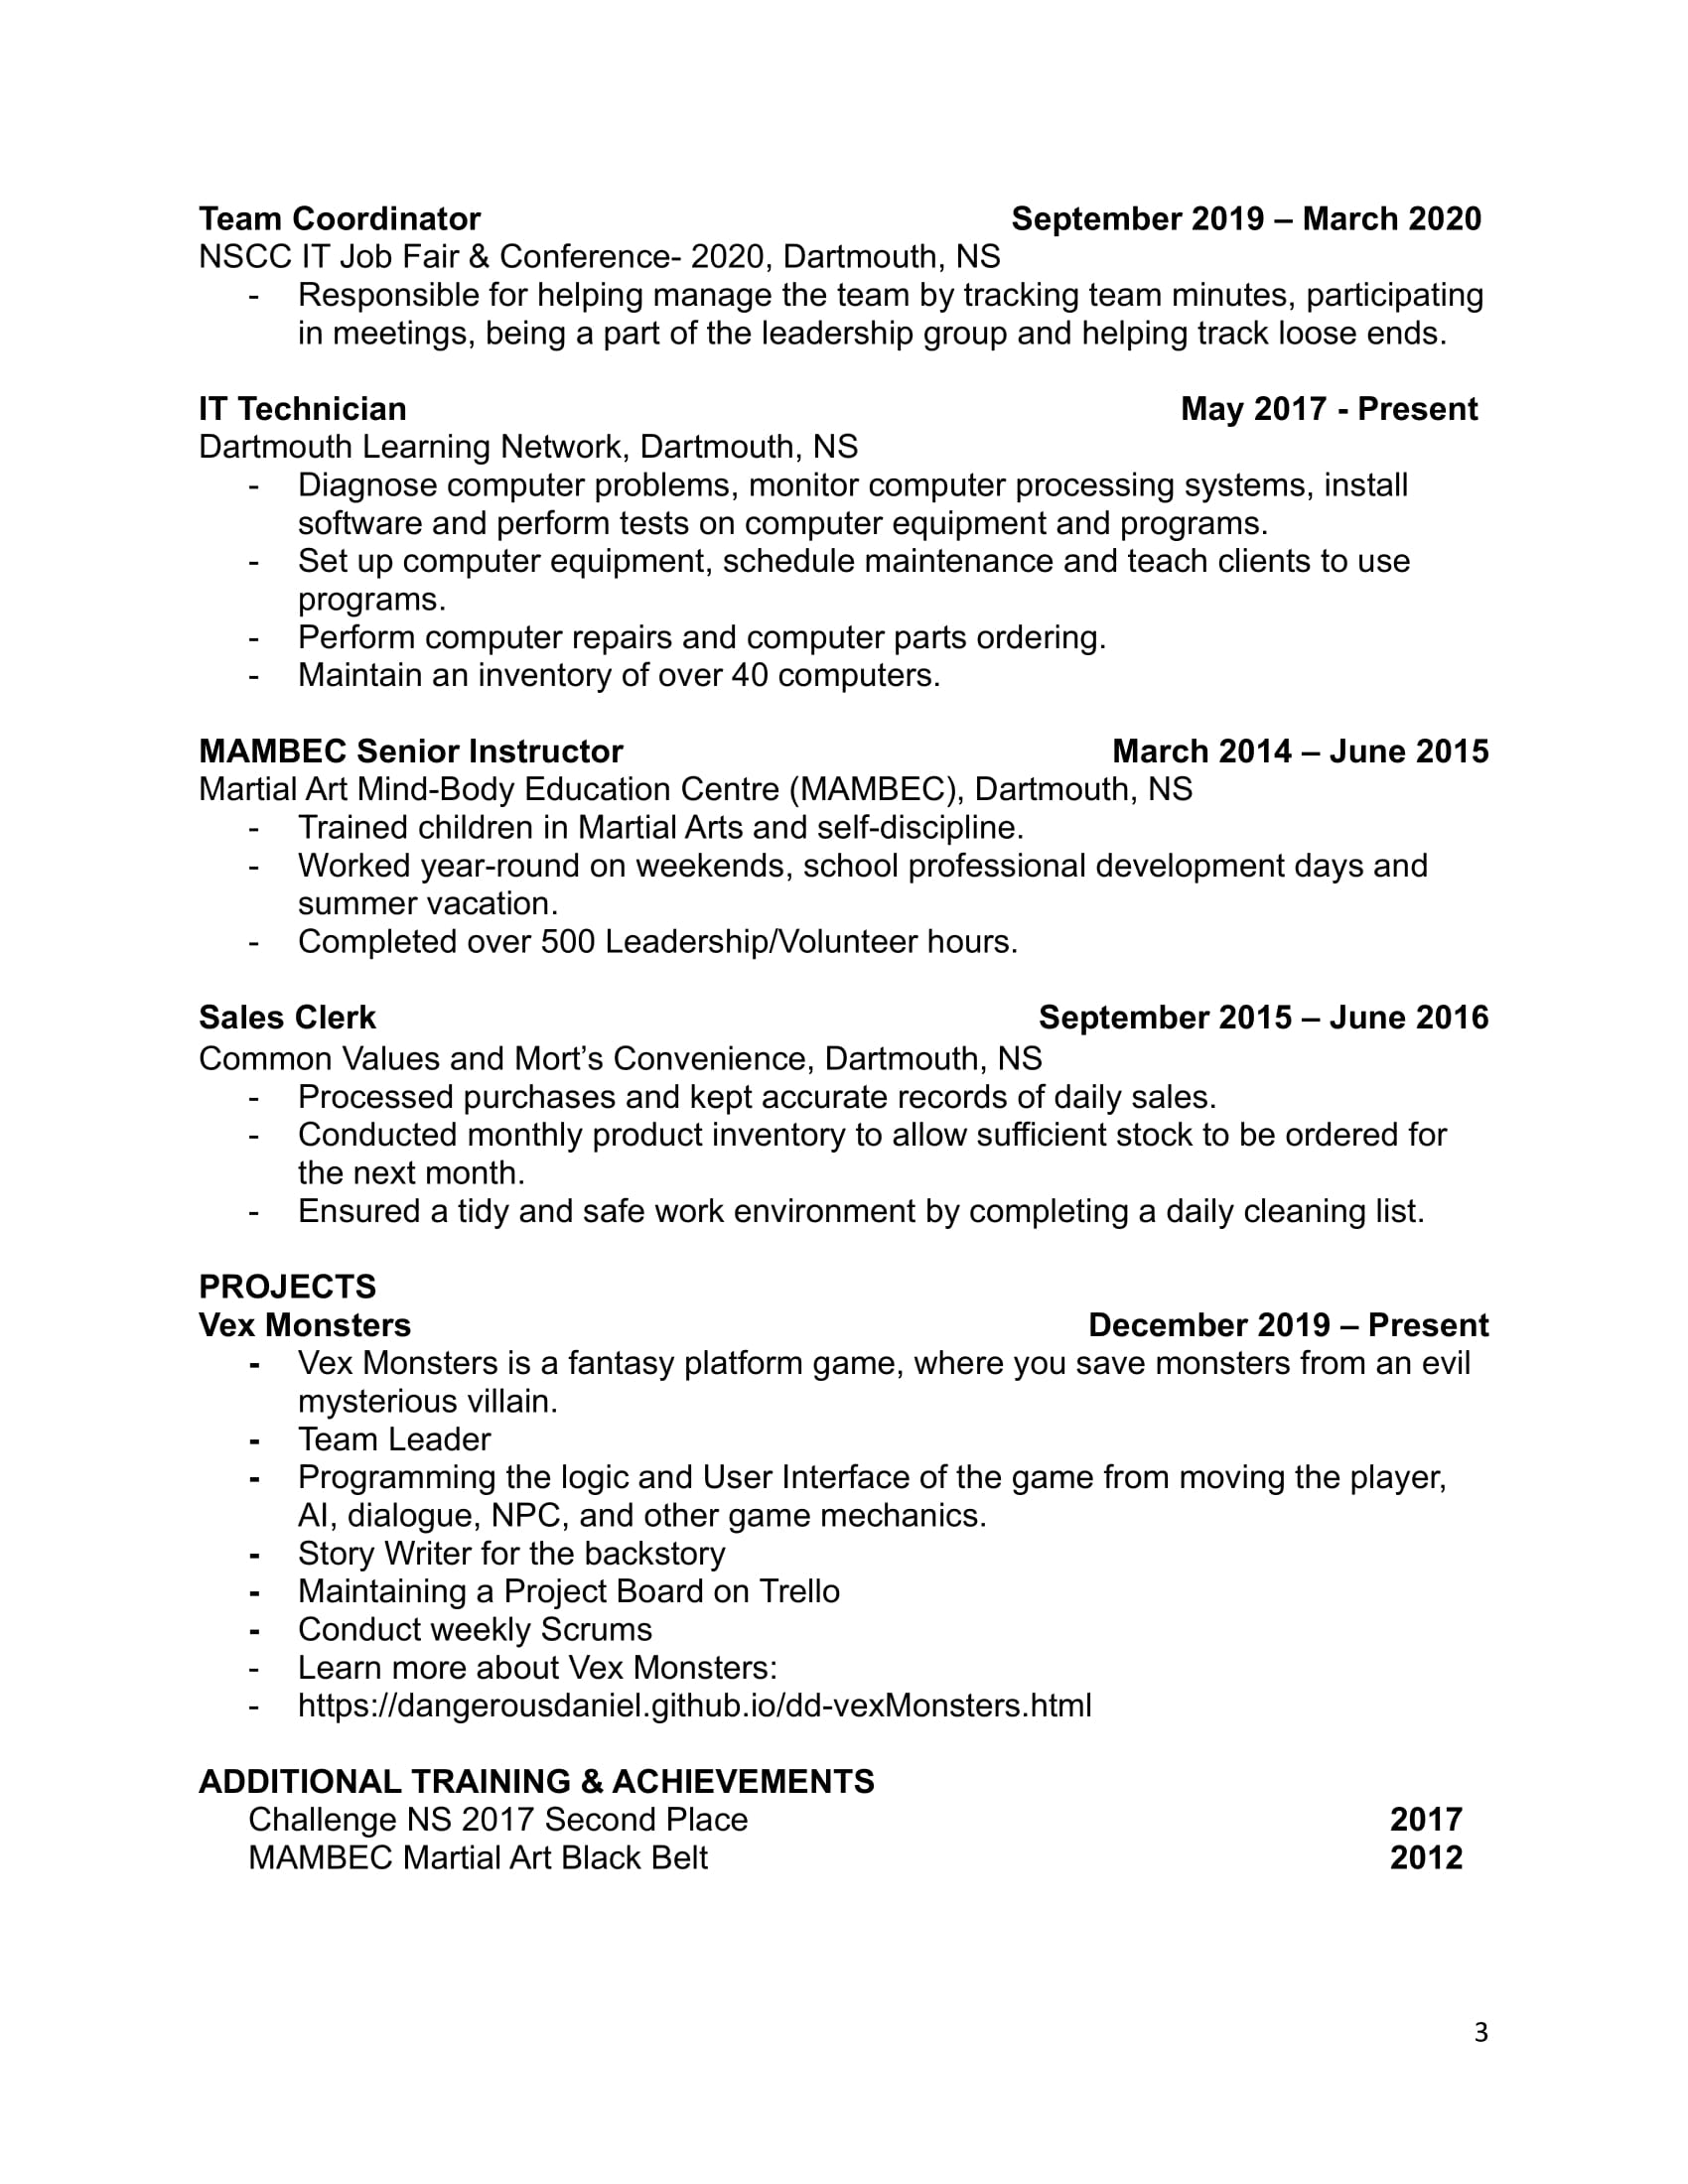 Team Coordinator September 2019 – March 2020
NSCC IT Job Fair & Conference- 2020, Dartmouth, NS
- Responsible for helping manage the team by tracking team minutes, participating
in meetings, being a part of the leadership group and helping track loose ends.
IT Technician May 2017 - Present
Dartmouth Learning Network, Dartmouth, NS
- Diagnose computer problems, monitor computer processing systems, install
software and perform tests on computer equipment and programs.
- Set up computer equipment, schedule maintenance and teach clients to use
programs.
- Perform computer repairs and computer parts ordering.
- Maintain an inventory of over 40 computers.
MAMBEC Senior Instructor March 2014 – June 2015
Martial Art Mind-Body Education Centre (MAMBEC), Dartmouth, NS
- Trained children in Martial Arts and self-discipline.
- Worked year-round on weekends, school professional development days and
summer vacation.
- Completed over 500 Leadership/Volunteer hours.
Sales Clerk September 2015 – June 2016
Common Values and Mort’s Convenience, Dartmouth, NS
- Processed purchases and kept accurate records of daily sales.
- Conducted monthly product inventory to allow sufficient stock to be ordered for
the next month.
- Ensured a tidy and safe work environment by completing a daily cleaning list.
PROJECTS
Vex Monsters December 2019 – Present
- Vex Monsters is a fantasy platform game, where you save monsters from an evil
mysterious villain.
- Team Leader
- Programming the logic and User Interface of the game from moving the player,
AI, dialogue, NPC, and other game mechanics.
- Story Writer for the backstory
- Maintaining a Project Board on Trello
- Conduct weekly Scrums
- Learn more about Vex Monsters:
- https://dangerousdaniel.github.io/dd-vexMonsters.html
ADDITIONAL TRAINING & ACHIEVEMENTS
Challenge NS 2017 Second Place 2017
MAMBEC Martial Art Black Belt 2012
3